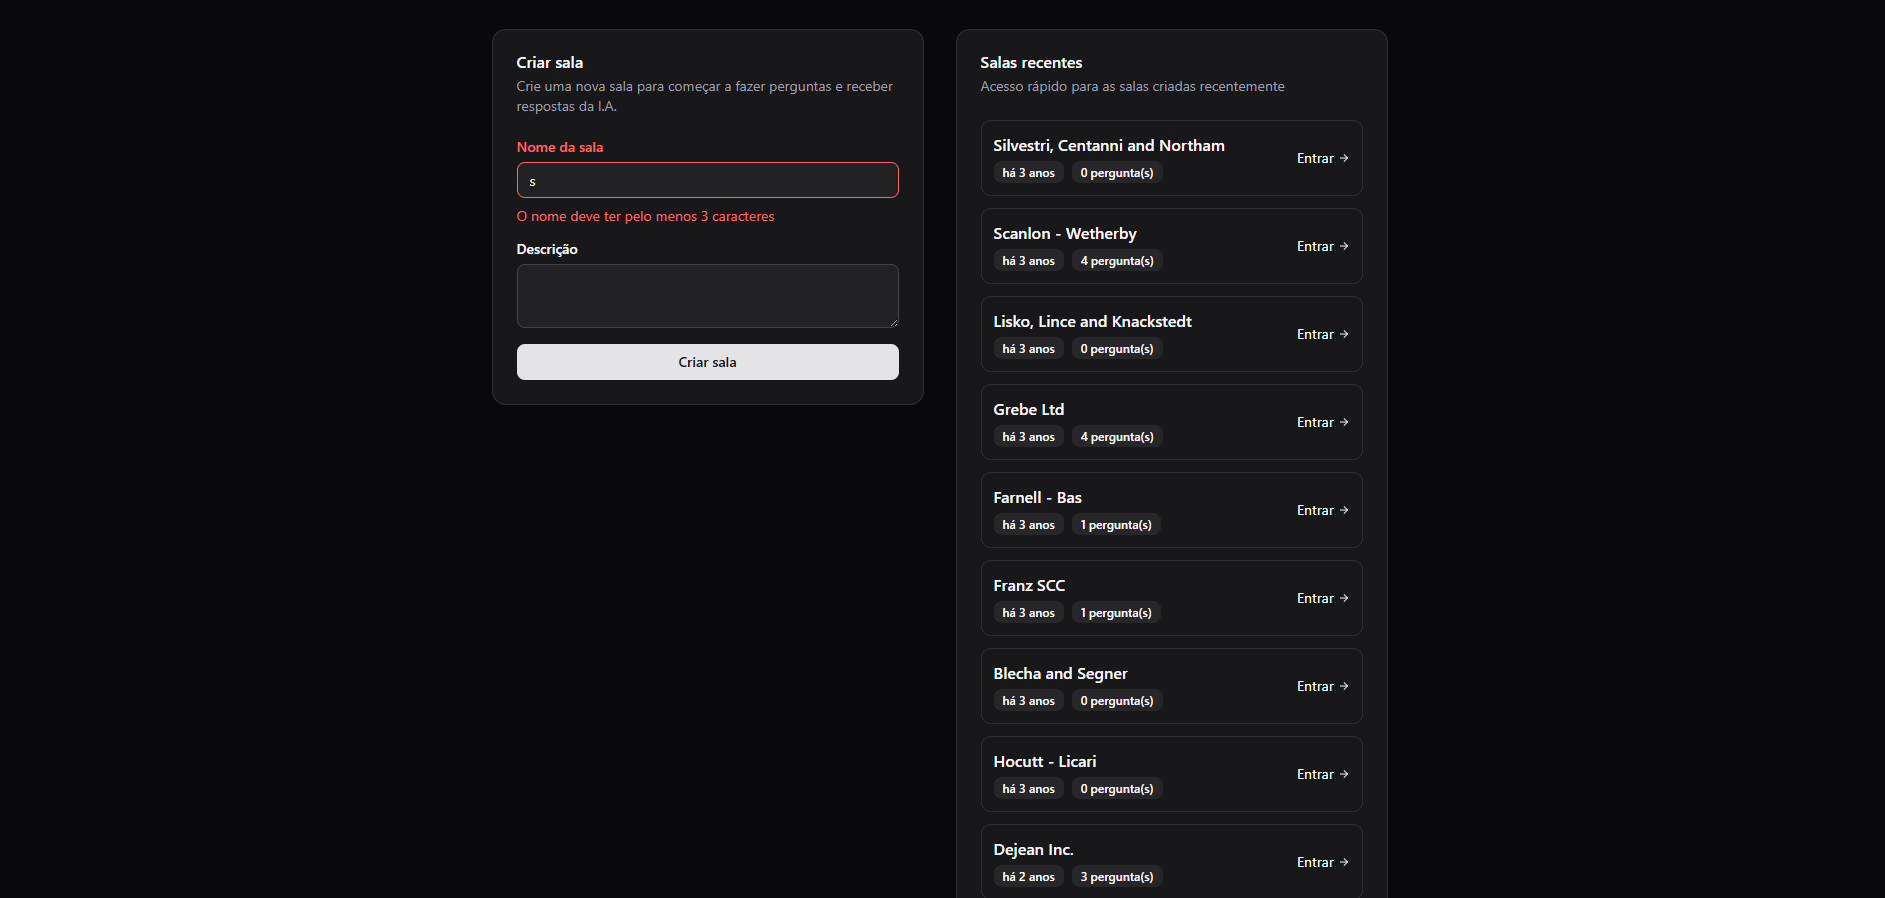 Criar sala
Crie uma nova sala para começar a fazer perguntas e receber
respostas da I.A.
Nome da sala
s
O nome deve ter pelo menos 3 caracteres
Descrição
Criar sala
Salas recentes
Acesso rápido para as salas criadas recentemente
Silvestri, Centanni and Northam
há 3 anos 0 pergunta(s)
Entrar →
Scanlon - Wetherby
há 3 anos 4 pergunta(s)
Entrar →
Lisko, Lince and Knackstedt
há 3 anos 0 pergunta(s)
Entrar →
Grebe Ltd
há 3 anos 4 pergunta(s)
Entrar →
Farnell - Bas
há 3 anos 1 pergunta(s)
Entrar →
Franz SCC
há 3 anos 1 pergunta(s)
Entrar →
Blecha and Segner
há 3 anos 0 pergunta(s)
Entrar →
Hocutt - Licari
há 3 anos 0 pergunta(s)
Entrar →
Dejean Inc.
há 2 anos 3 pergunta(s)
Entrar →